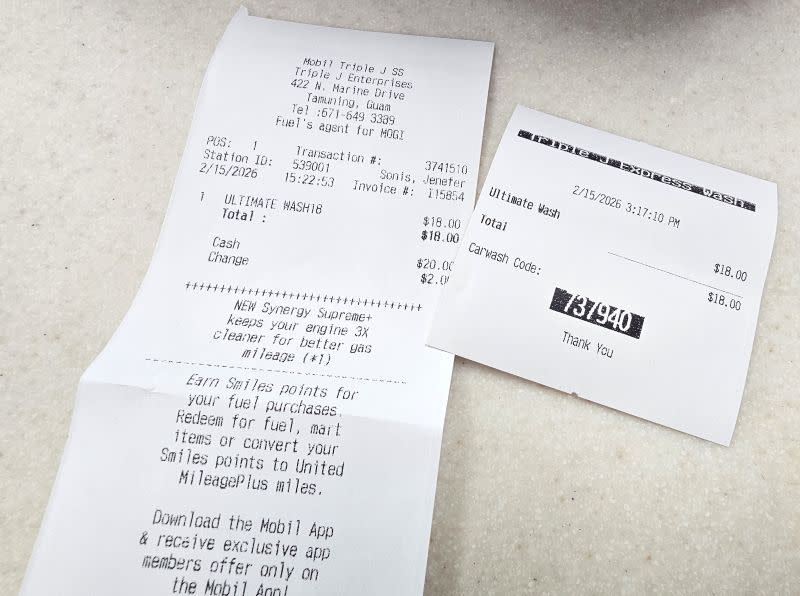 Mobil Triple J SS
Triple J Enterprises
422 N. Marine Drive
Tamuning, Guam
Tel :671-649 3389
Fuel's agent for MOGI
POS: 1 Transaction #: 3741510
Station ID: 539001 Sonis, Jenefer
2/15/2026 15:22:53 Invoice #: 115854
1 ULTIMATE WASH18 $18.00
Total : $18.00
Cash $20.00
Change $2.0
++++++++++++++++++++++++++++++++++
NEW Synergy Supreme+
keeps your engine 3X
cleaner for better gas
mileage (*1)
----------------------------------
Earn Smiles points for
your fuel purchases.
Redeem for fuel, mart
items or convert your
Smiles points to United
MileagePlus miles.
Download the Mobil App
& receive exclusive app
members offer only on
the Mobil App!
Triple J Express Wash
2/15/2026 3:17:10 PM
Ultimate Wash $18.00
Total $18.00
Carwash Code:
737940
Thank You